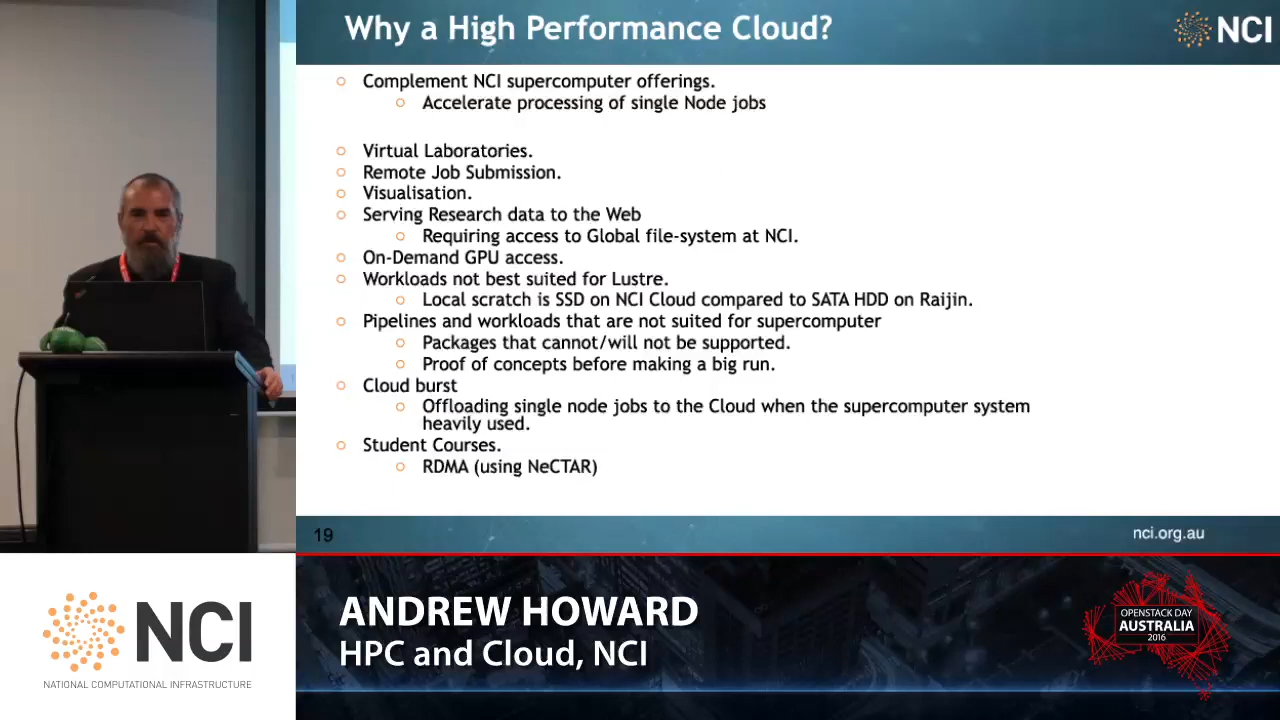 Why a High Performance Cloud?
NCI
Complement NCI supercomputer offerings.
Accelerate processing of single Node jobs
Virtual Laboratories.
Remote Job Submission.
Visualisation.
Serving Research data to the Web
Requiring access to Global file-system at NCI.
On-Demand GPU access.
Workloads not best suited for Lustre.
Local scratch is SSD on NCI Cloud compared to SATA HDD on Raijin.
Pipelines and workloads that are not suited for supercomputer
Packages that cannot/will not be supported.
Proof of concepts before making a big run.
Cloud burst
Offloading single node jobs to the Cloud when the supercomputer system
heavily used.
Student Courses.
RDMA (using NeCTAR)
19
nci.org.au
NCI
NATIONAL COMPUTATIONAL INFRASTRUCTURE
ANDREW HOWARD
HPC and Cloud, NCI
OPENSTACK DAY
AUSTRALIA
2016